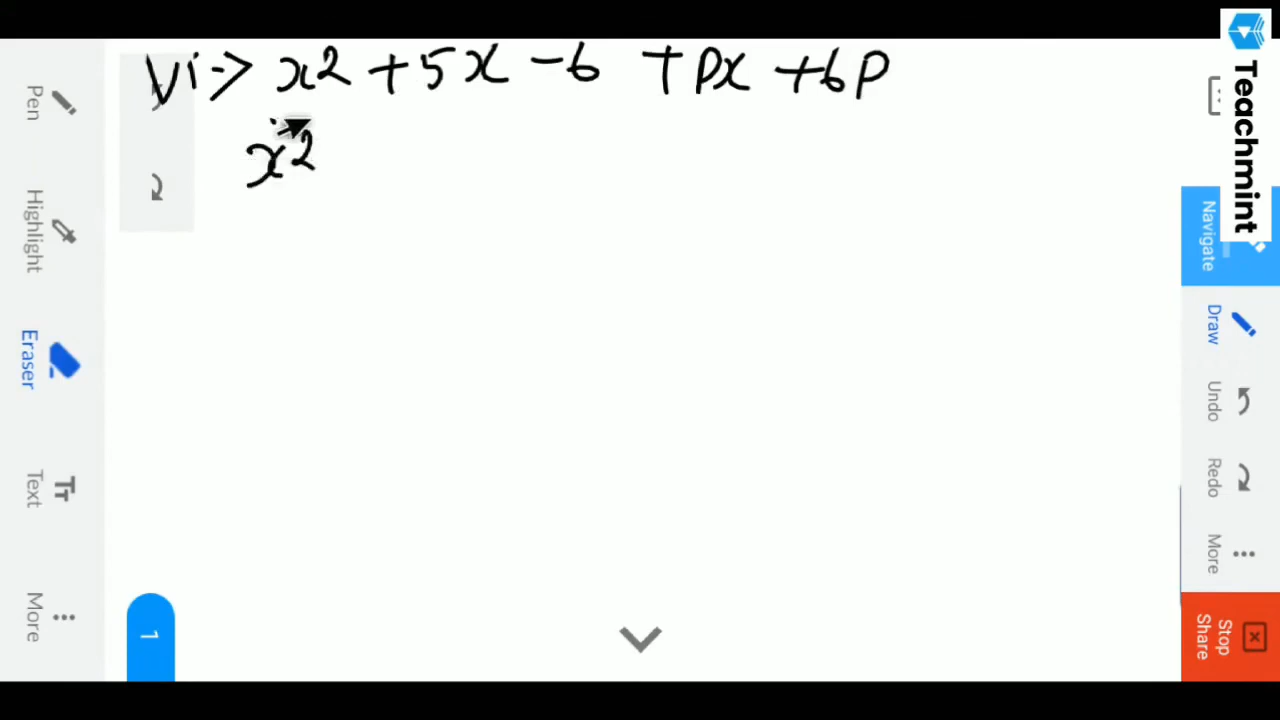 vi-> x2 + 5x - 6 + px + 6p
x2
Pen
Highlight
Eraser
Text
More
1
Teachmint
Navigate
Draw
Undo
Redo
More
Stop
Share